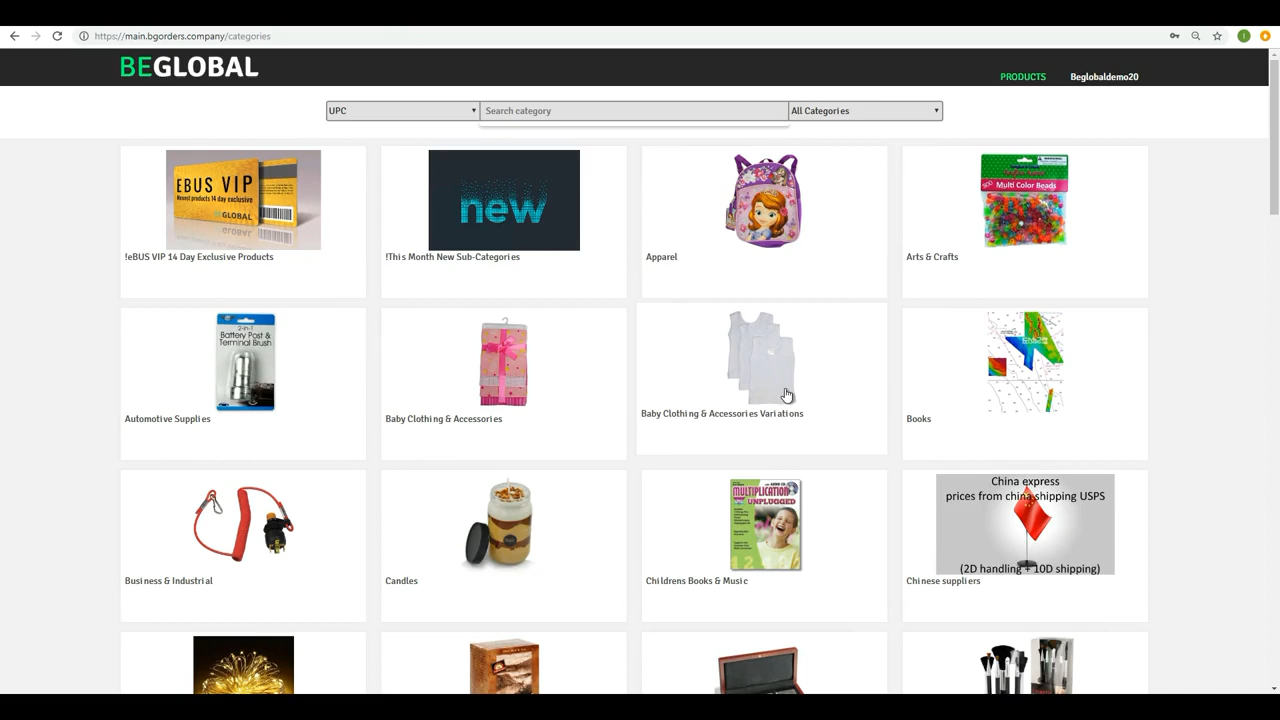 https://main.bgorders.company/categories
BEGLOBAL
PRODUCTS
Beglobaldemo20
UPC
Search category
All Categories
EBUS VIP
Newest products 14 day exclusive
GLOBAL
!eBUS VIP 14 Day Exclusive Products
new
!This Month New Sub-Categories
Apparel
Multi Color Beads
Arts & Crafts
2-in-1
Battery Post &
Terminal Brush
Automotive Supplies
Baby Clothing & Accessories
Baby Clothing & Accessories Variations
Books
Business & Industrial
Candles
MULTIPLICATION
UNPLUGGED
Childrens Books & Music
China express
prices from china shipping USPS
(2D handling + 10D shipping)
Chinese suppliers